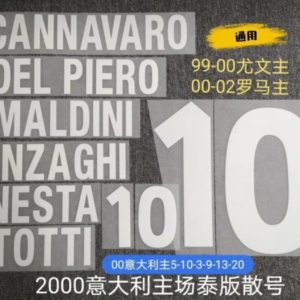 CANNAVARO
通用
DEL PIERO
99-00尤文主
00-02罗马主
MALDINI
INZAGHI
NESTA
TOTTI
10
10
00意大利主5-10-3-9-13-20
2000意大利主场泰版散号